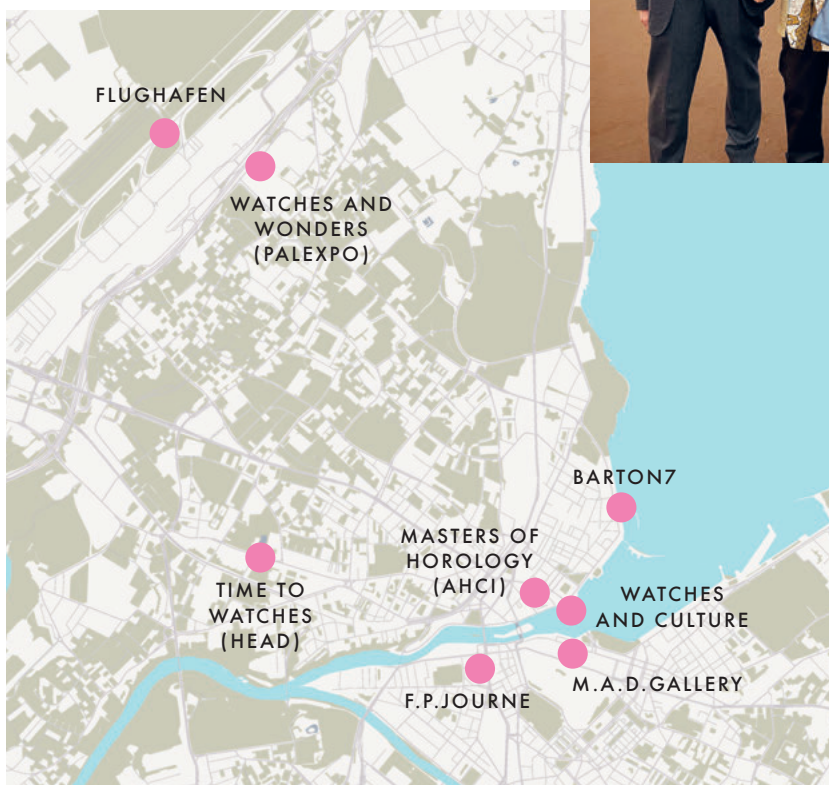 FLUGHAFEN
WATCHES AND
WONDERS
(PALEXPO)
BARTON7
MASTERS OF
HOROLOGY
(AHCI)
WATCHES
AND CULTURE
TIME TO
WATCHES
(HEAD)
F.P.JOURNE
M.A.D.GALLERY